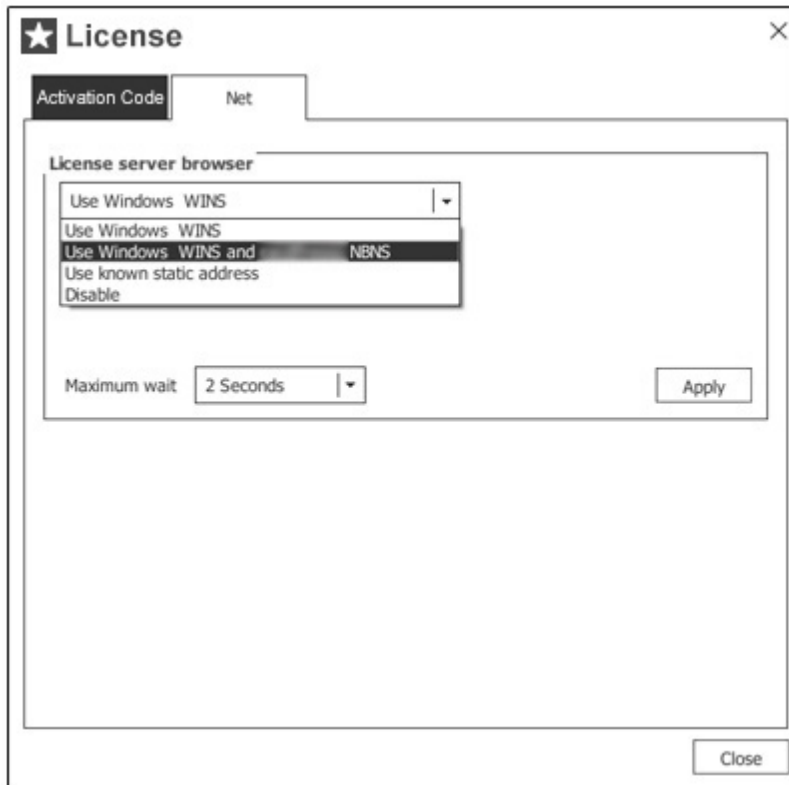 License
Activation Code
Net
License server browser
Use Windows WINS
Use Windows WINS
Use Windows WINS and NBNS
Use known static address
Disable
Maximum wait
2 Seconds
Apply
Close